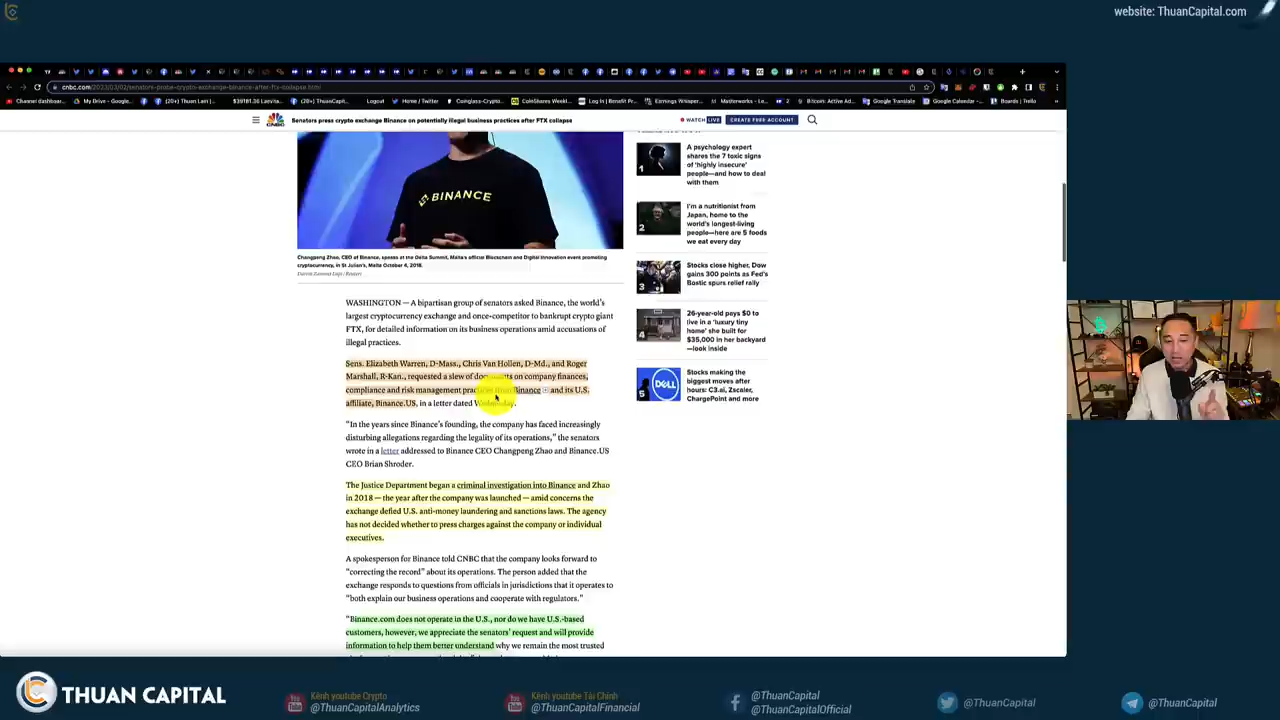 website: ThuanCapital.com
cnbc.com/2023/03/02/senators-probe-crypto-exchange-binance-after-ftx-collapse.html
Channel dashboar...
My Drive – Google...
(20+) Thuan Lai |...
(20+) ThuanCapit...
Logout
Home / Twitter
Coinglass-Crypto...
CoinShares Weekl...
Log In | Benefit Pr...
Earnings Whisper...
Masterworks – Le...
Bitcoin: Active Ad...
Google Translate
Google Calendar -...
Boards | Trello
CNBC
Senators press crypto exchange Binance on potentially illegal business practices after FTX collapse
WATCH LIVE
CREATE FREE ACCOUNT
BINANCE
Changpeng Zhao, CEO of Binance, speaks at the Delta Summit, Malta's official Blockchain and Digital Innovation event promoting
cryptocurrency, in St Julian's, Malta October 4, 2018.
WASHINGTON — A bipartisan group of senators asked Binance, the world's
largest cryptocurrency exchange and once-competitor to bankrupt crypto giant
FTX, for detailed information on its business operations amid accusations of
illegal practices.
Sens. Elizabeth Warren, D-Mass., Chris Van Hollen, D-Md., and Roger
Marshall, R-Kan., requested a slew of documents on company finances,
compliance and risk management practices from Binance and its U.S.
affiliate, Binance.US, in a letter dated Wednesday.
“In the years since Binance's founding, the company has faced increasingly
disturbing allegations regarding the legality of its operations,” the senators
wrote in a letter addressed to Binance CEO Changpeng Zhao and Binance.US
CEO Brian Shroder.
The Justice Department began a criminal investigation into Binance and Zhao
in 2018 — the year after the company was launched — amid concerns the
exchange defied U.S. anti-money laundering and sanctions laws. The agency
has not decided whether to press charges against the company or individual
executives.
A spokesperson for Binance told CNBC that the company looks forward to
“correcting the record” about its operations. The person added that the
exchange responds to questions from officials in jurisdictions that it operates to
“both explain our business operations and cooperate with regulators.”
“Binance.com does not operate in the U.S., nor do we have U.S.-based
customers, however; we appreciate the senators' request and will provide
information to help them better understand why we remain the most trusted
1
A psychology expert
shares the 7 toxic signs
of ‘highly insecure’
people—and how to deal
with them
2
I'm a nutritionist from
Japan, home to the
world's longest-living
people—here are 5 foods
we eat every day
3
Stocks close higher, Dow
gains 300 points as Fed's
Bostic spurs relief rally
4
26-year-old pays $0 to
live in a ‘luxury tiny
home’ she built for
$35,000 in her backyard
—look inside
5
DELL
Stocks making the
biggest moves after
hours: C3.ai, Zscaler,
ChargePoint and more
THUAN CAPITAL
Kênh youtube Crypto
@ThuanCapitalAnalytics
Kênh youtube Tài Chính
@ThuanCapitalFinancial
@ThuanCapital
@ThuanCapitalOfficial
@ThuanCapital
@ThuanCapital